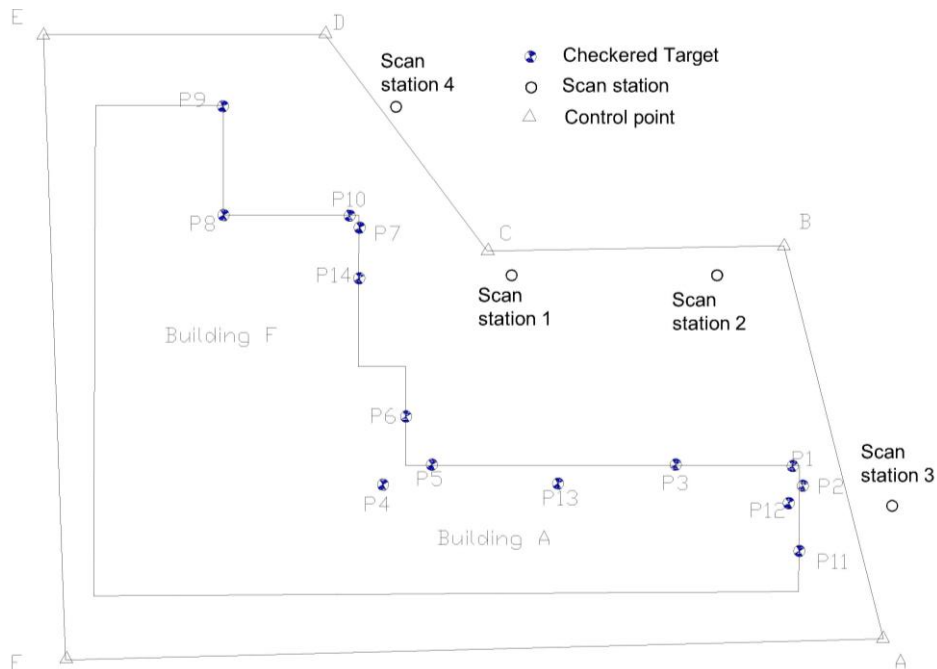 E
D
Scan
station 4
Checkered Target
Scan station
Control point
P9
P8
P10
P7
P14
C
B
Scan
station 1
Scan
station 2
Building F
P6
P5
P4
P13
P3
P1
P2
P12
P11
Scan
station 3
Building A
F
A